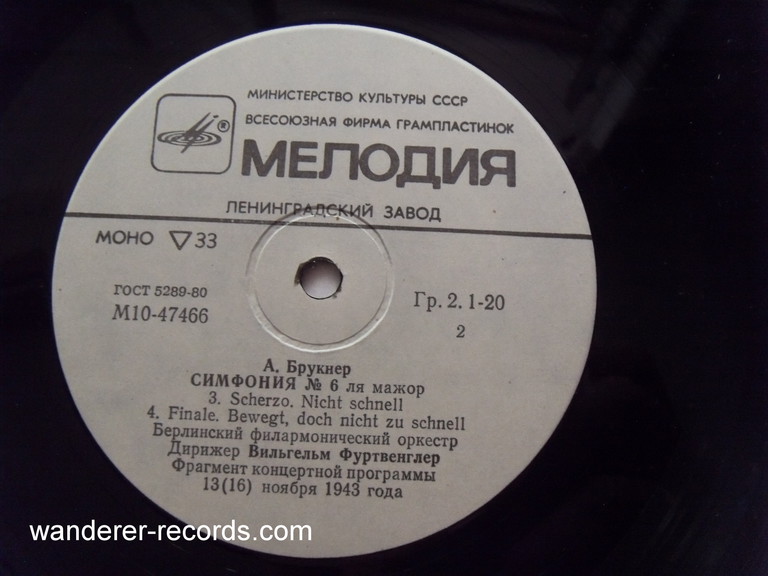 МИНИСТЕРСТВО КУЛЬТУРЫ СССР
ВСЕСОЮЗНАЯ ФИРМА ГРАМПЛАСТИНОК
®
МЕЛОДИЯ
ЛЕНИНГРАДСКИЙ ЗАВОД
МОНО ▽33
ГОСТ 5289-80
М10-47466
Гр. 2. 1-20
2
А. Брукнер
СИМФОНИЯ № 6 ля мажор
3. Scherzo. Nicht schnell
4. Finale. Bewegt, doch nicht zu schnell
Берлинский филармонический оркестр
Дирижер Вильгельм Фуртвенглер
Фрагмент концертной программы
13(16) ноября 1943 года
wanderer-records.com